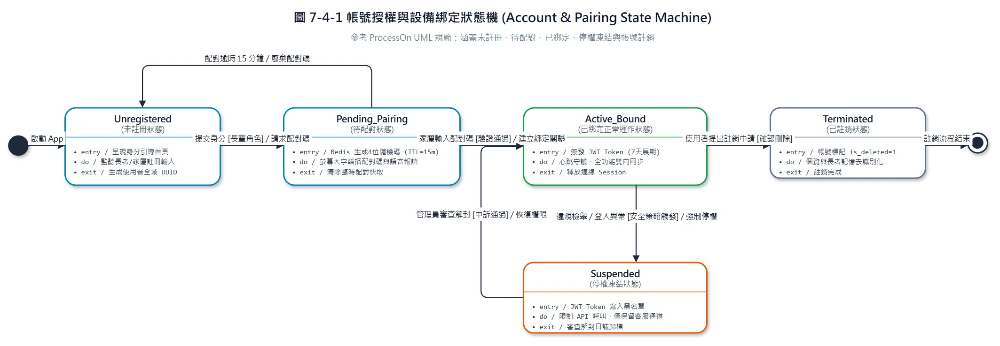 圖 7-4-1 帳號授權與設備綁定狀態機 (Account & Pairing State Machine)
參考 ProcessOn UML 規範：涵蓋未註冊、待配對、已綁定、停權凍結與帳號註銷
配對逾時 15 分鐘 / 廢棄配對碼
啟動 App
Unregistered
(未註冊狀態)
• entry / 呈現身分引導首頁
• do / 監聽長者/家屬註冊輸入
• exit / 生成使用者全域 UUID
提交身分 [長輩角色] / 請求配對碼
Pending_Pairing
(待配對狀態)
• entry / Redis 生成4位隨機碼 (TTL=15m)
• do / 螢幕大字輪播配對碼與語音報讀
• exit / 清除臨時配對快取
家屬輸入配對碼 [驗證通過] / 建立綁定關聯
Active_Bound
(已綁定正常運作狀態)
• entry / 簽發 JWT Token (7天展期)
• do / 心跳守護、全功能雙向同步
• exit / 釋放連線 Session
使用者提出註銷申請 [確認刪除]
Terminated
(已註銷狀態)
• entry / 帳號標記 is_deleted=1
• do / 個資與長者記憶去識別化
• exit / 註銷完成
註銷流程結束
管理員審查解封 [申訴通過] / 恢復權限
違規檢舉 / 登入異常 [安全策略觸發] / 強制停權
Suspended
(停權凍結狀態)
• entry / JWT Token 寫入黑名單
• do / 限制 API 呼叫，僅保留客服通道
• exit / 審查解封日誌歸檔